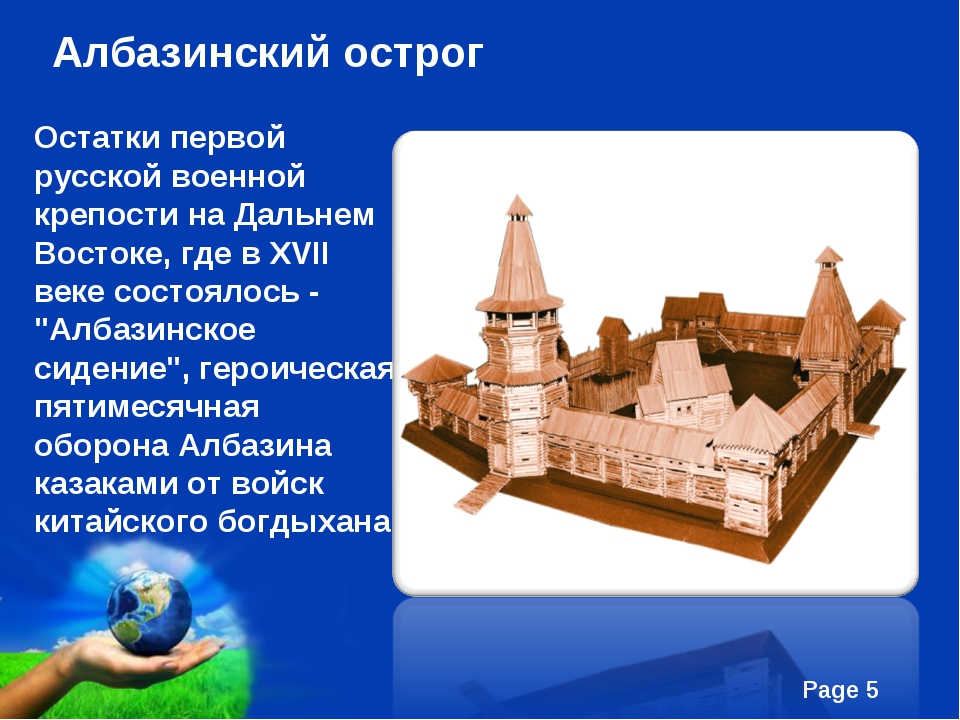 Албазинский острог
Остатки первой
русской военной
крепости на Дальнем
Востоке, где в XVII
веке состоялось -
"Албазинское
сидение", героическая
пятимесячная
оборона Албазина
казаками от войск
китайского богдыхана
Page 5